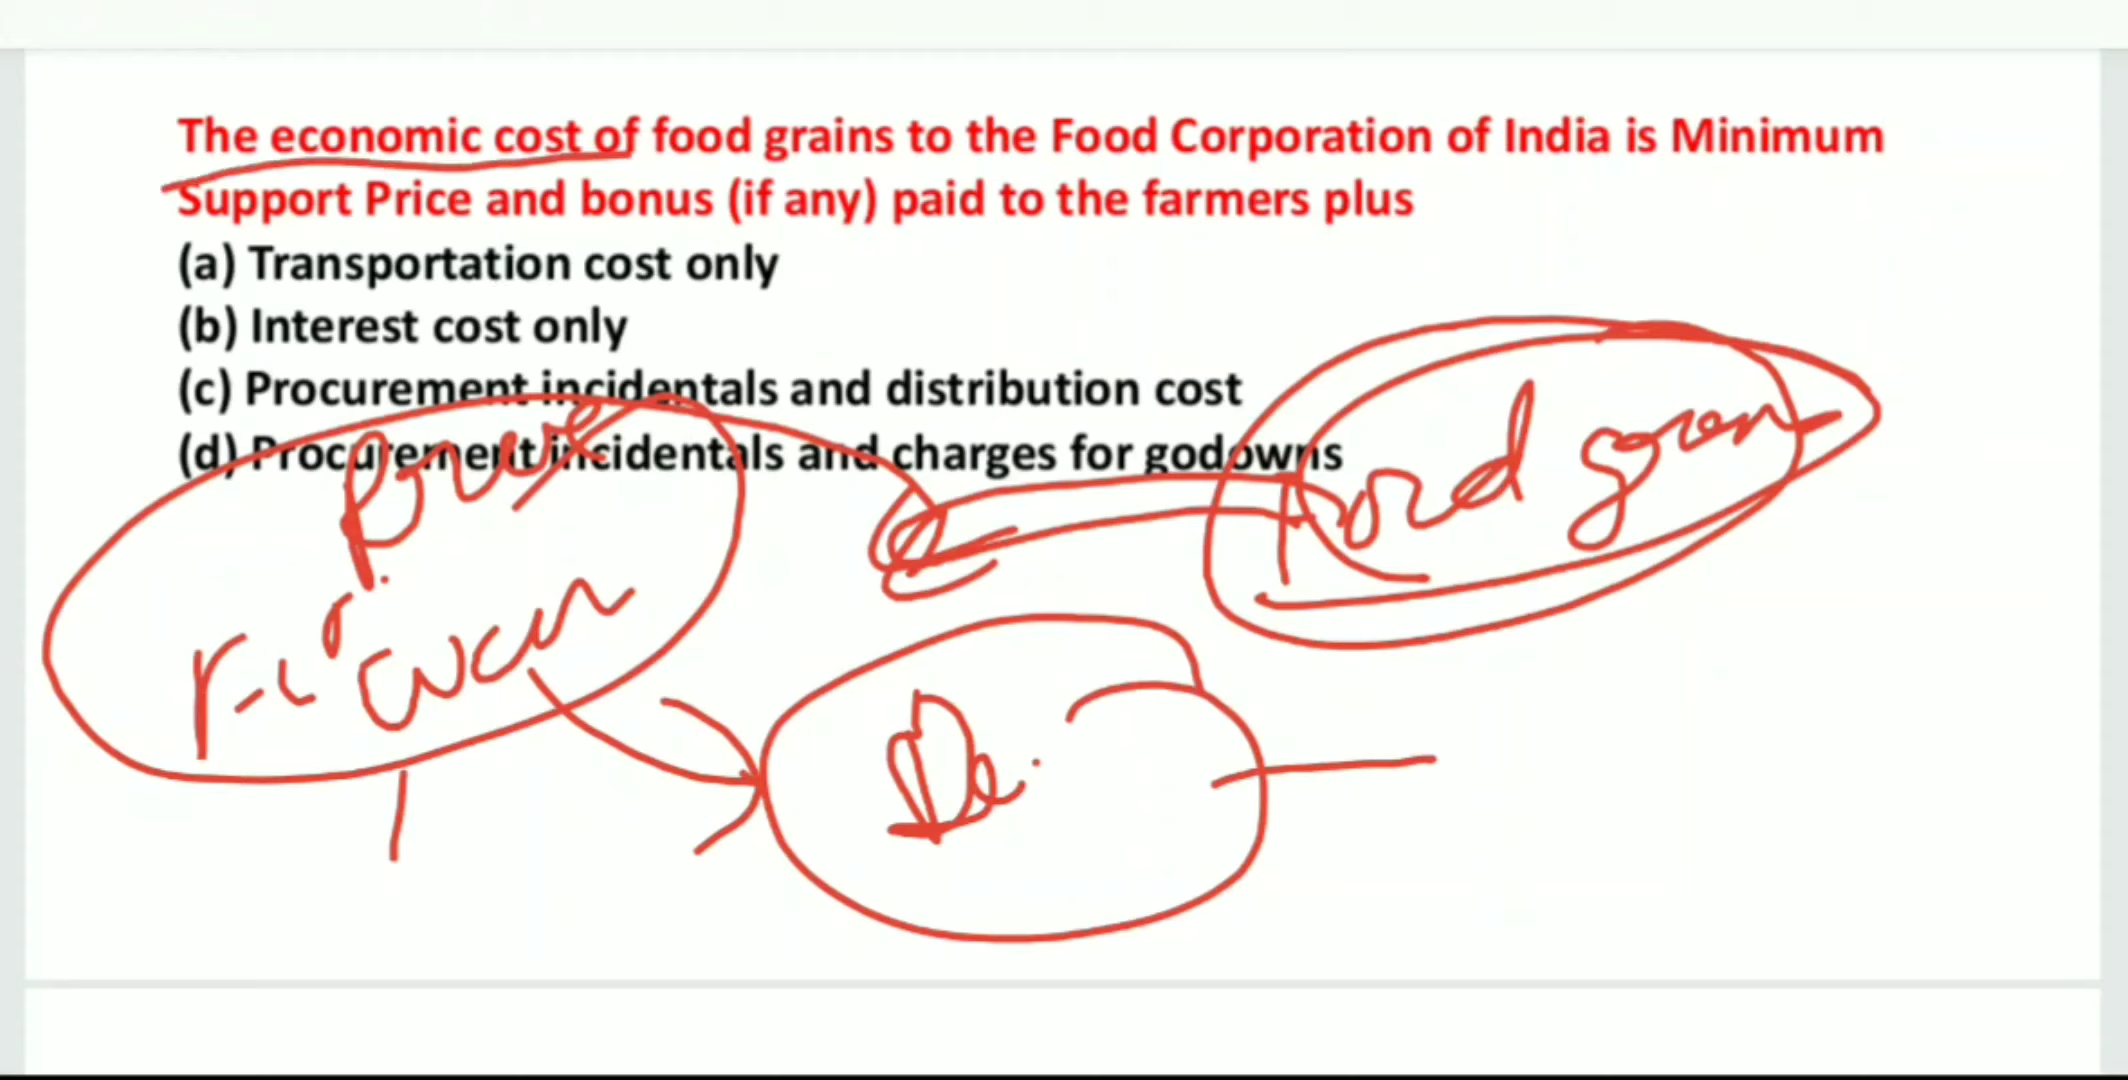 The economic cost of food grains to the Food Corporation of India is Minimum
Support Price and bonus (if any) paid to the farmers plus
(a) Transportation cost only
(b) Interest cost only
(c) Procurement incidentals and distribution cost
(d) Procurement incidentals and charges for godowns